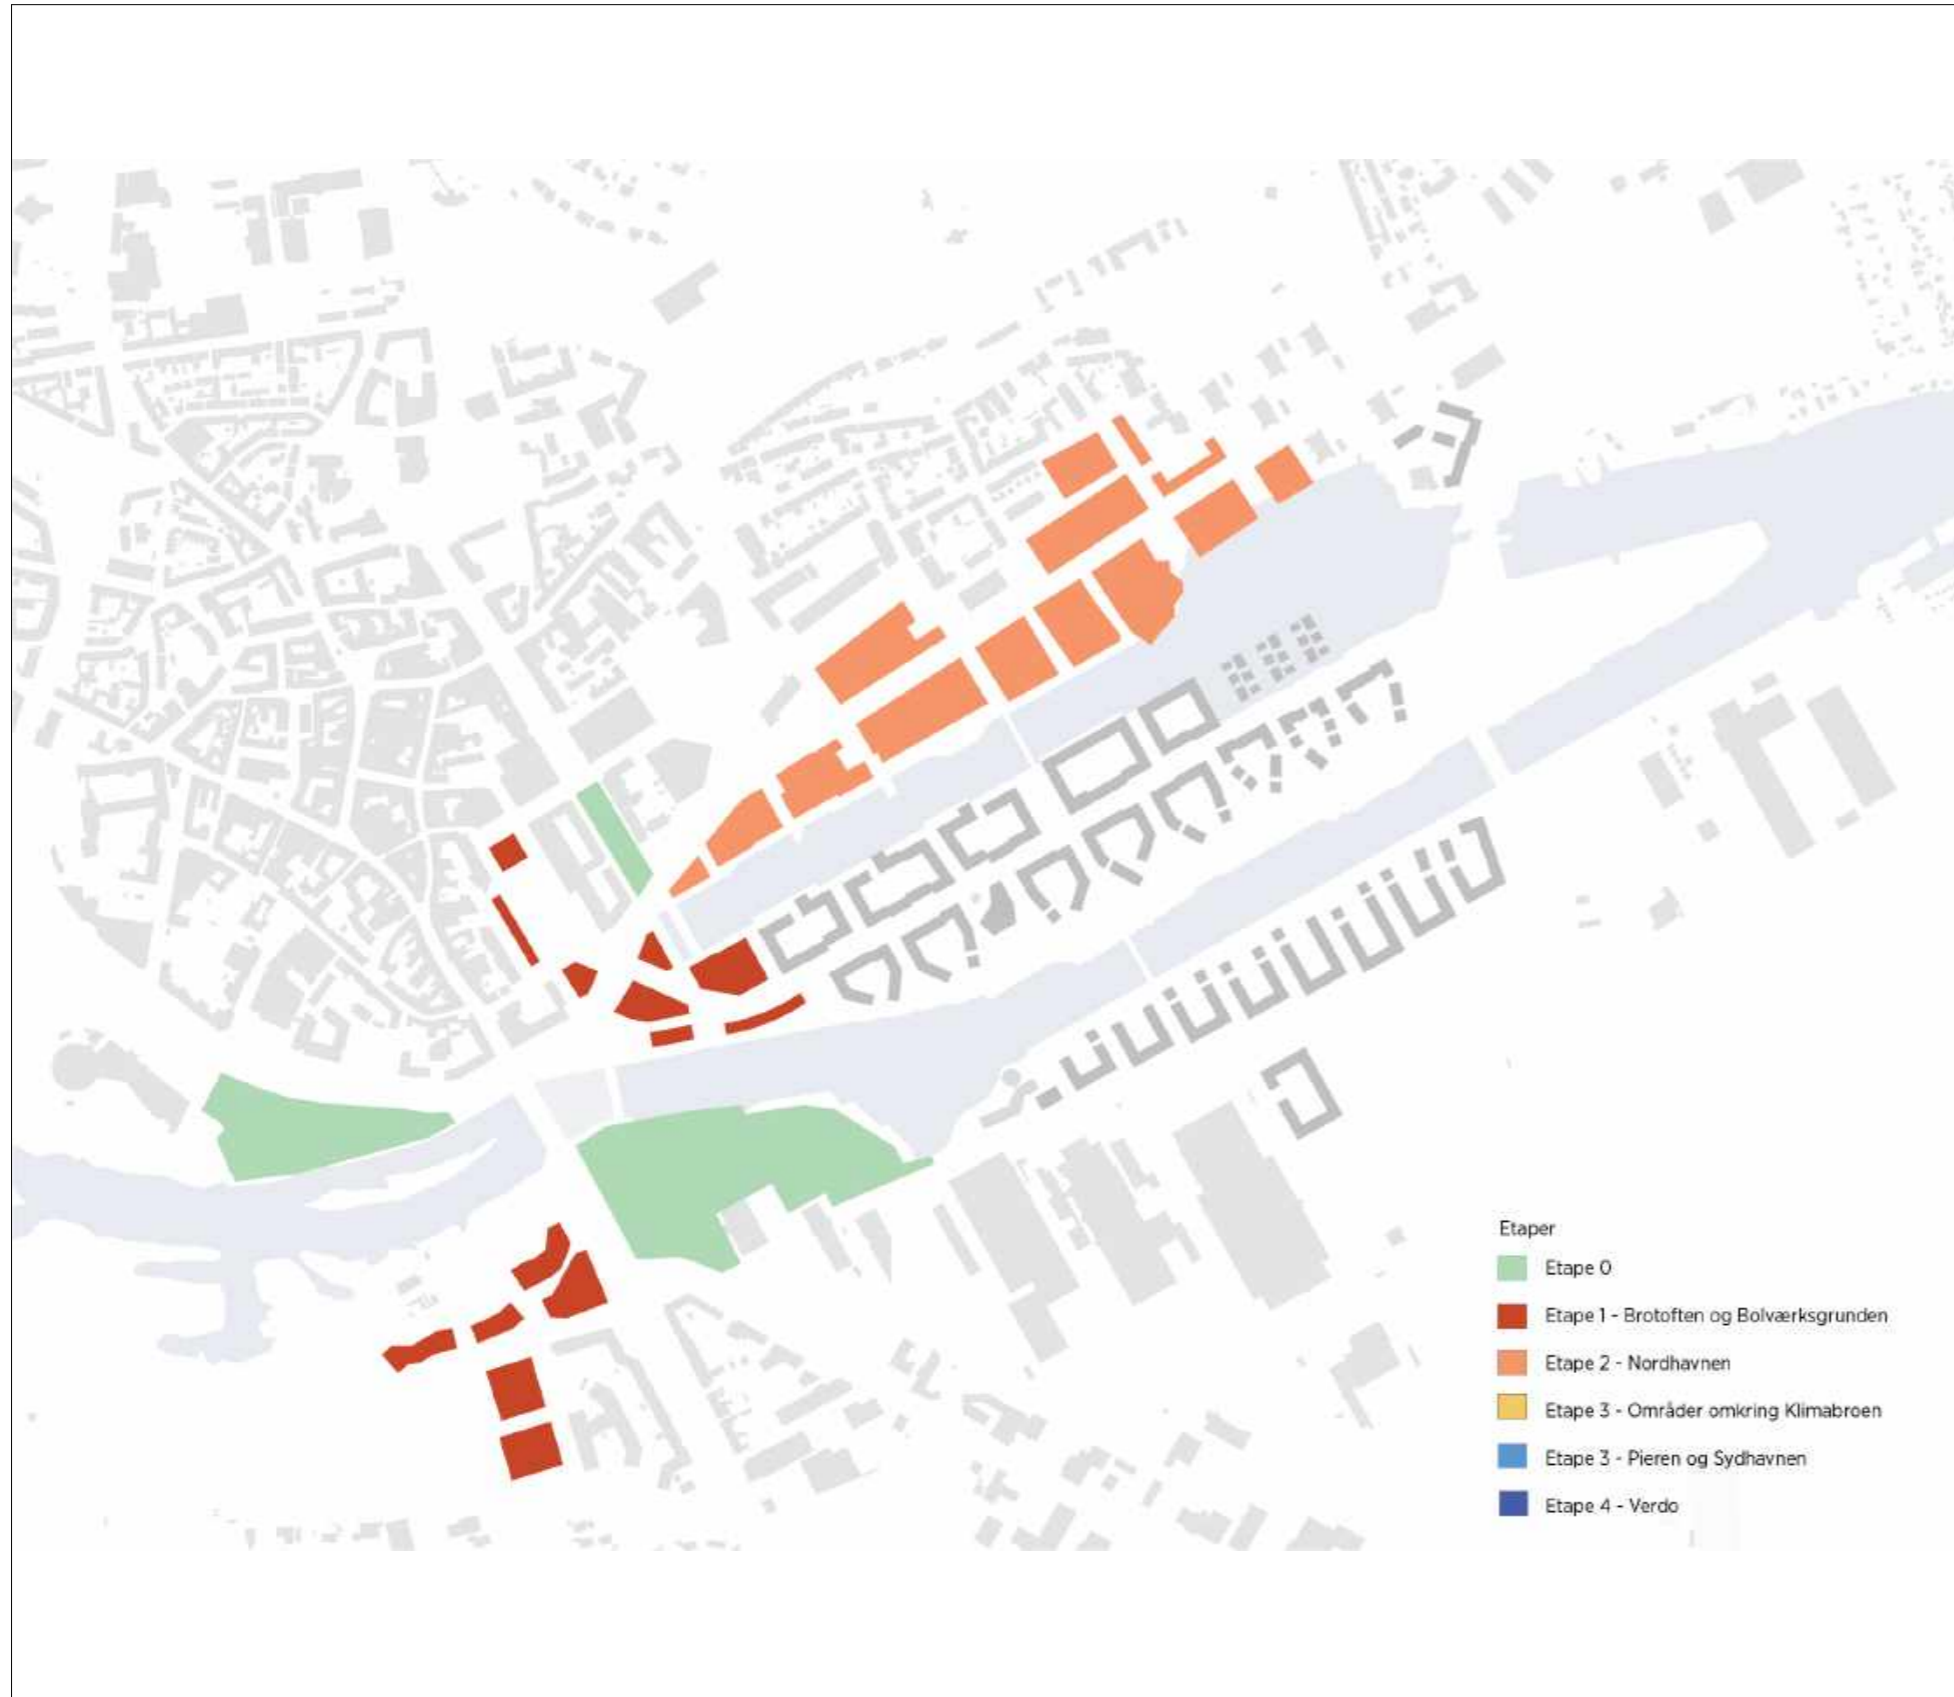 Etaper
Etape 0
Etape 1 - Brotoften og Bolværksgrunden
Etape 2 - Nordhavnen
Etape 3 - Områder omkring Klimabroen
Etape 3 - Pieren og Sydhavnen
Etape 4 - Verdo